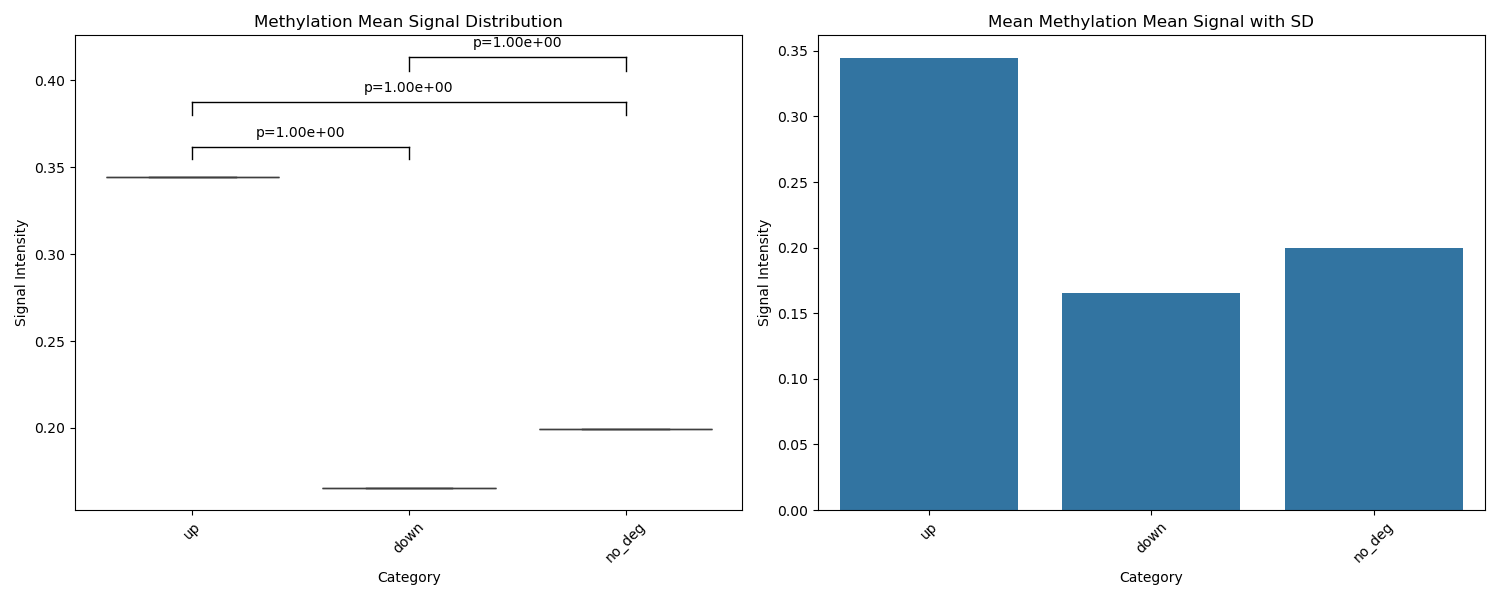 Methylation Mean Signal Distribution
p=1.00e+00
p=1.00e+00
p=1.00e+00
0.40
0.35
0.30
0.25
0.20
Signal Intensity
up
down
no_deg
Category
Mean Methylation Mean Signal with SD
0.35
0.30
0.25
0.20
0.15
0.10
0.05
0.00
Signal Intensity
up
down
no_deg
Category